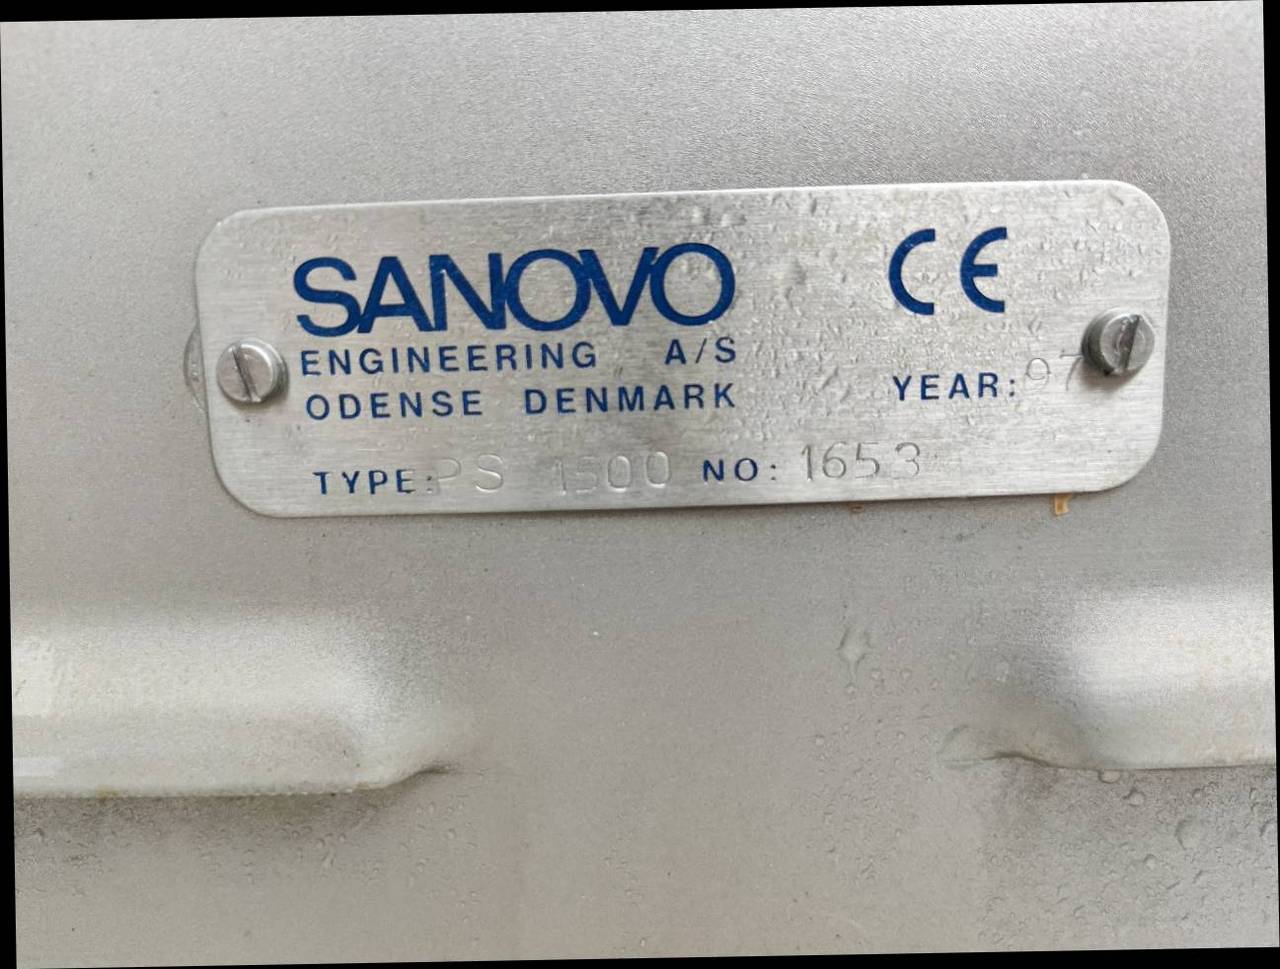 SANOVO CE
ENGINEERING A/S
ODENSE DENMARK YEAR: 97
TYPE: PS 1500 NO: 1653